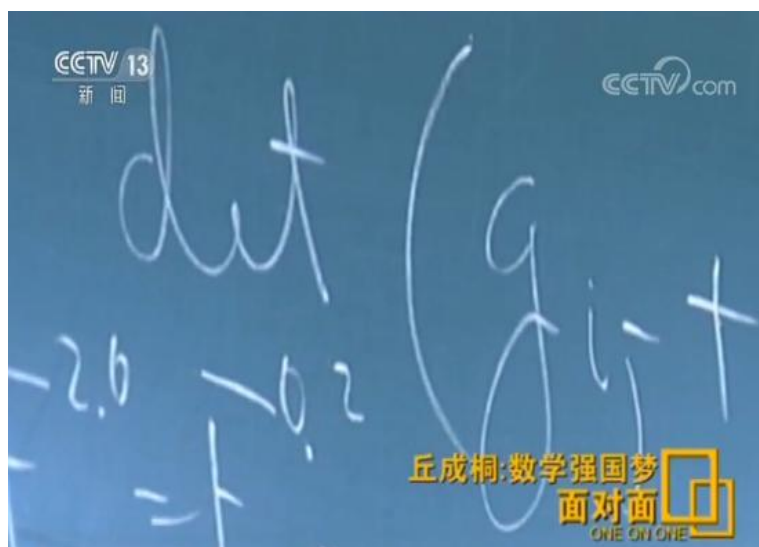 CCTV 13
新闻
CCTV com
det (g ij +
-2.6 -0.2
= +
丘成桐:数学强国梦
面对面
ONE ON ONE